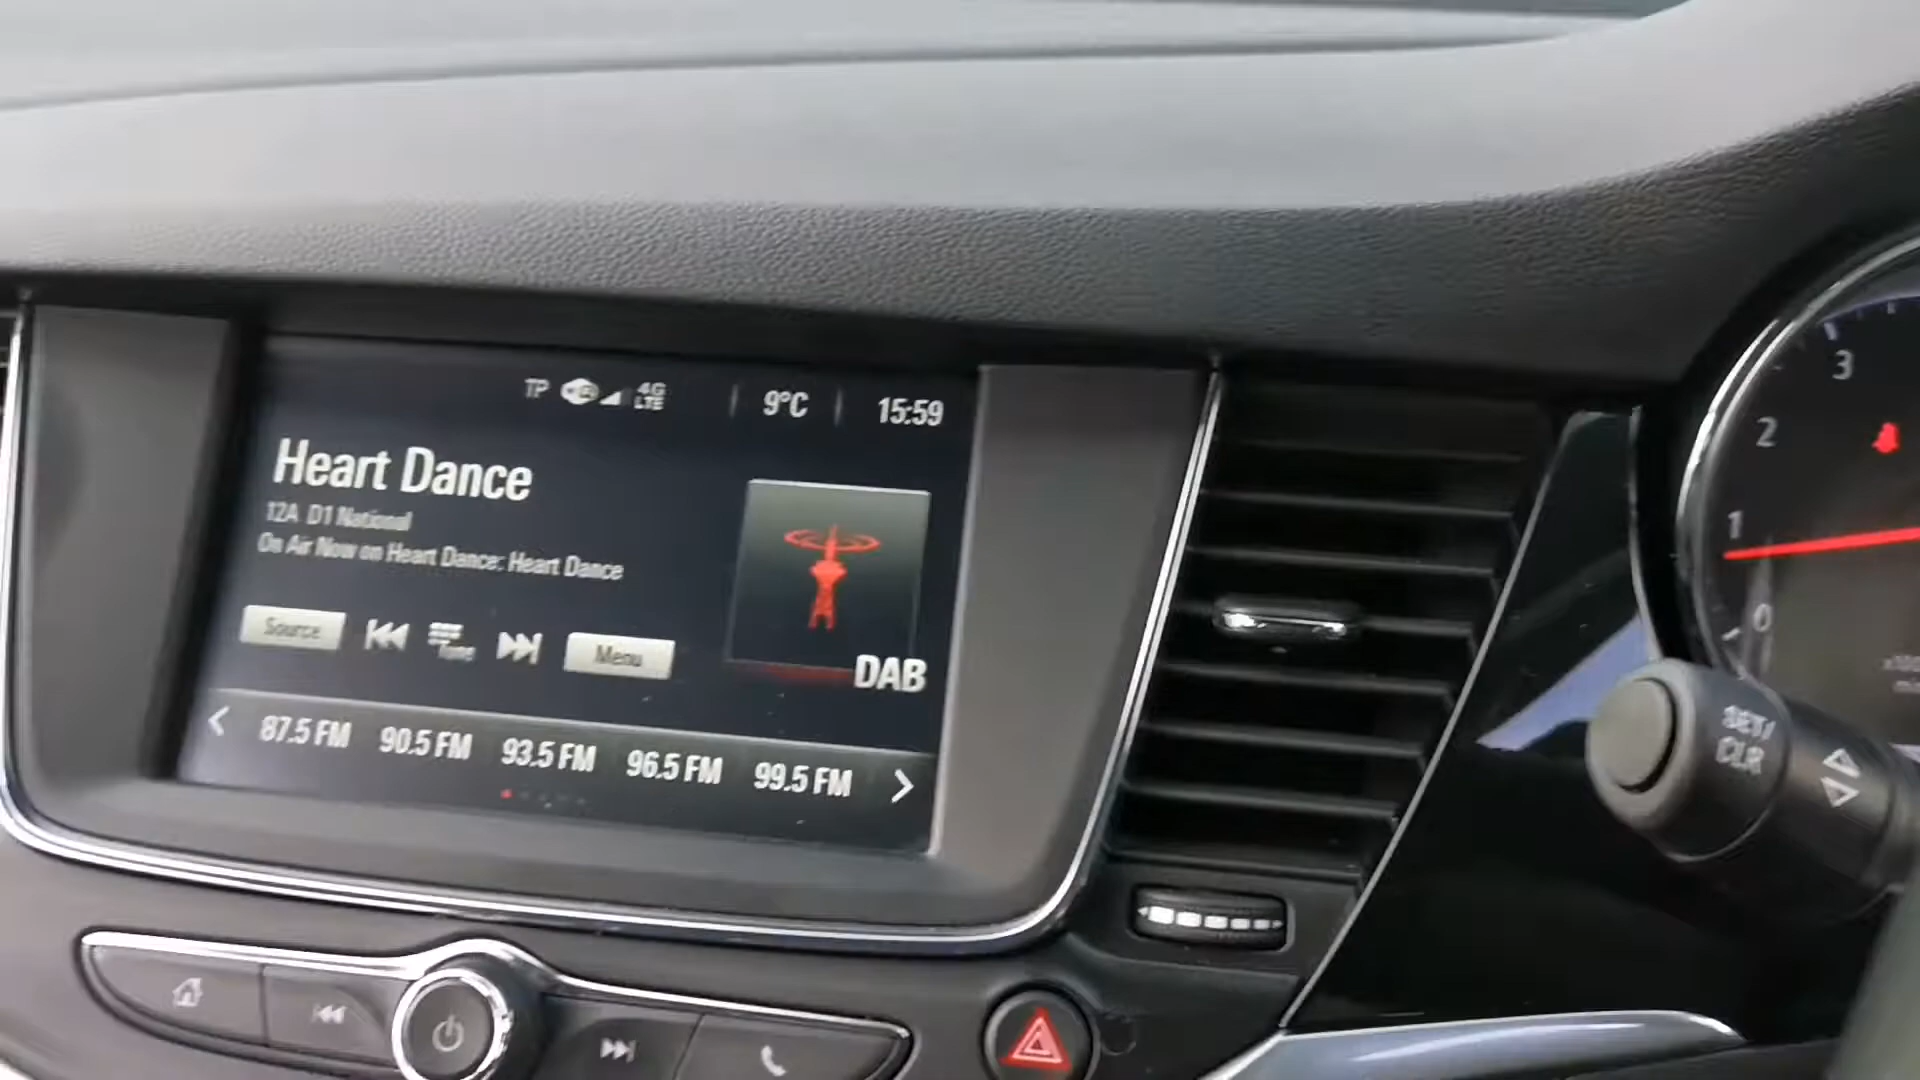 TP 4G LTE 9°C 15:59
Heart Dance
12A D1 National
On Air Now on Heart Dance: Heart Dance
Source Tune Menu
DAB
87.5 FM 90.5 FM 93.5 FM 96.5 FM 99.5 FM
3
2
1
0
SET/
CLR